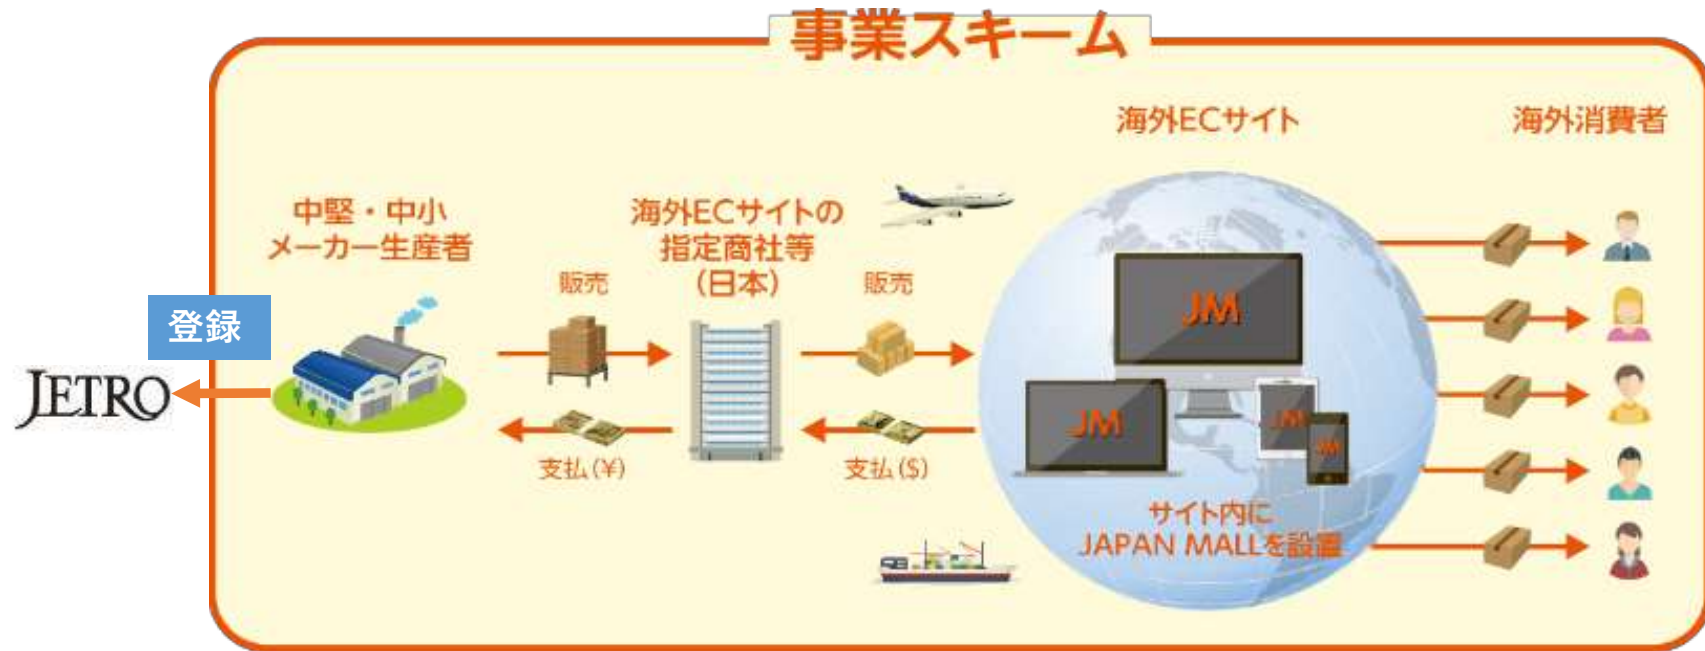 事業スキーム
海外ECサイト
海外消費者
中堅・中小
メーカー生産者
海外ECサイトの
指定商社等
（日本）
販売
販売
登録
JETRO
JM
JM
JM
JM
支払(¥)
支払($)
サイト内に
JAPAN MALLを設置